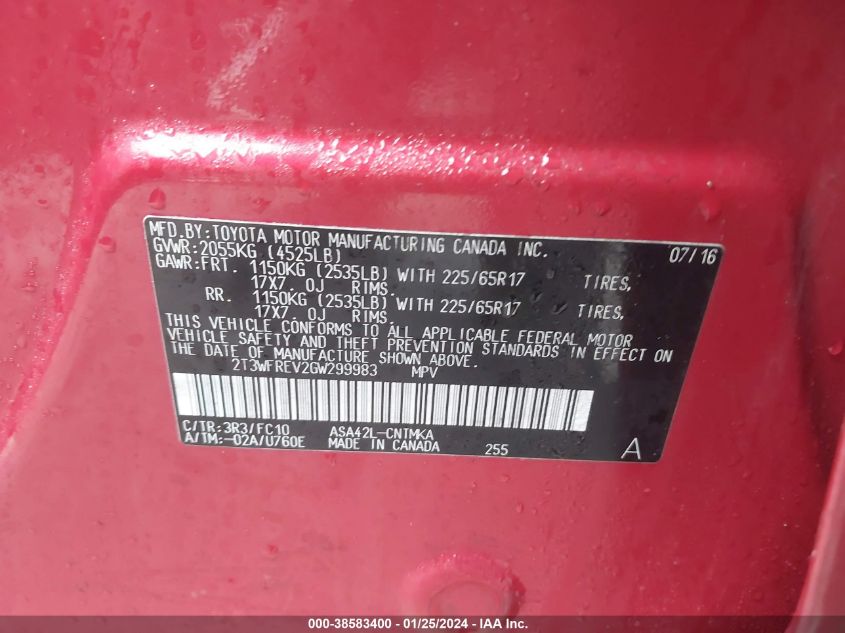 MFD.BY:TOYOTA MOTOR MANUFACTURING CANADA INC. 07/16
GVWR:2055KG (4525LB)
GAWR:FRT. 1150KG (2535LB) WITH 225/65R17 TIRES,
17X7.0J RIMS.
RR. 1150KG (2535LB) WITH 225/65R17 TIRES,
17X7.0J RIMS.
THIS VEHICLE CONFORMS TO ALL APPLICABLE FEDERAL MOTOR
VEHICLE SAFETY AND THEFT PREVENTION STANDARDS IN EFFECT ON
THE DATE OF MANUFACTURE SHOWN ABOVE.
2T3WFREV2GW299983 MPV
C/TR:3R3/FC10 ASA42L-CNTMKA
A/TM:-02A/U760E MADE IN CANADA 255 A
000-38583400 - 01/25/2024 - IAA Inc.